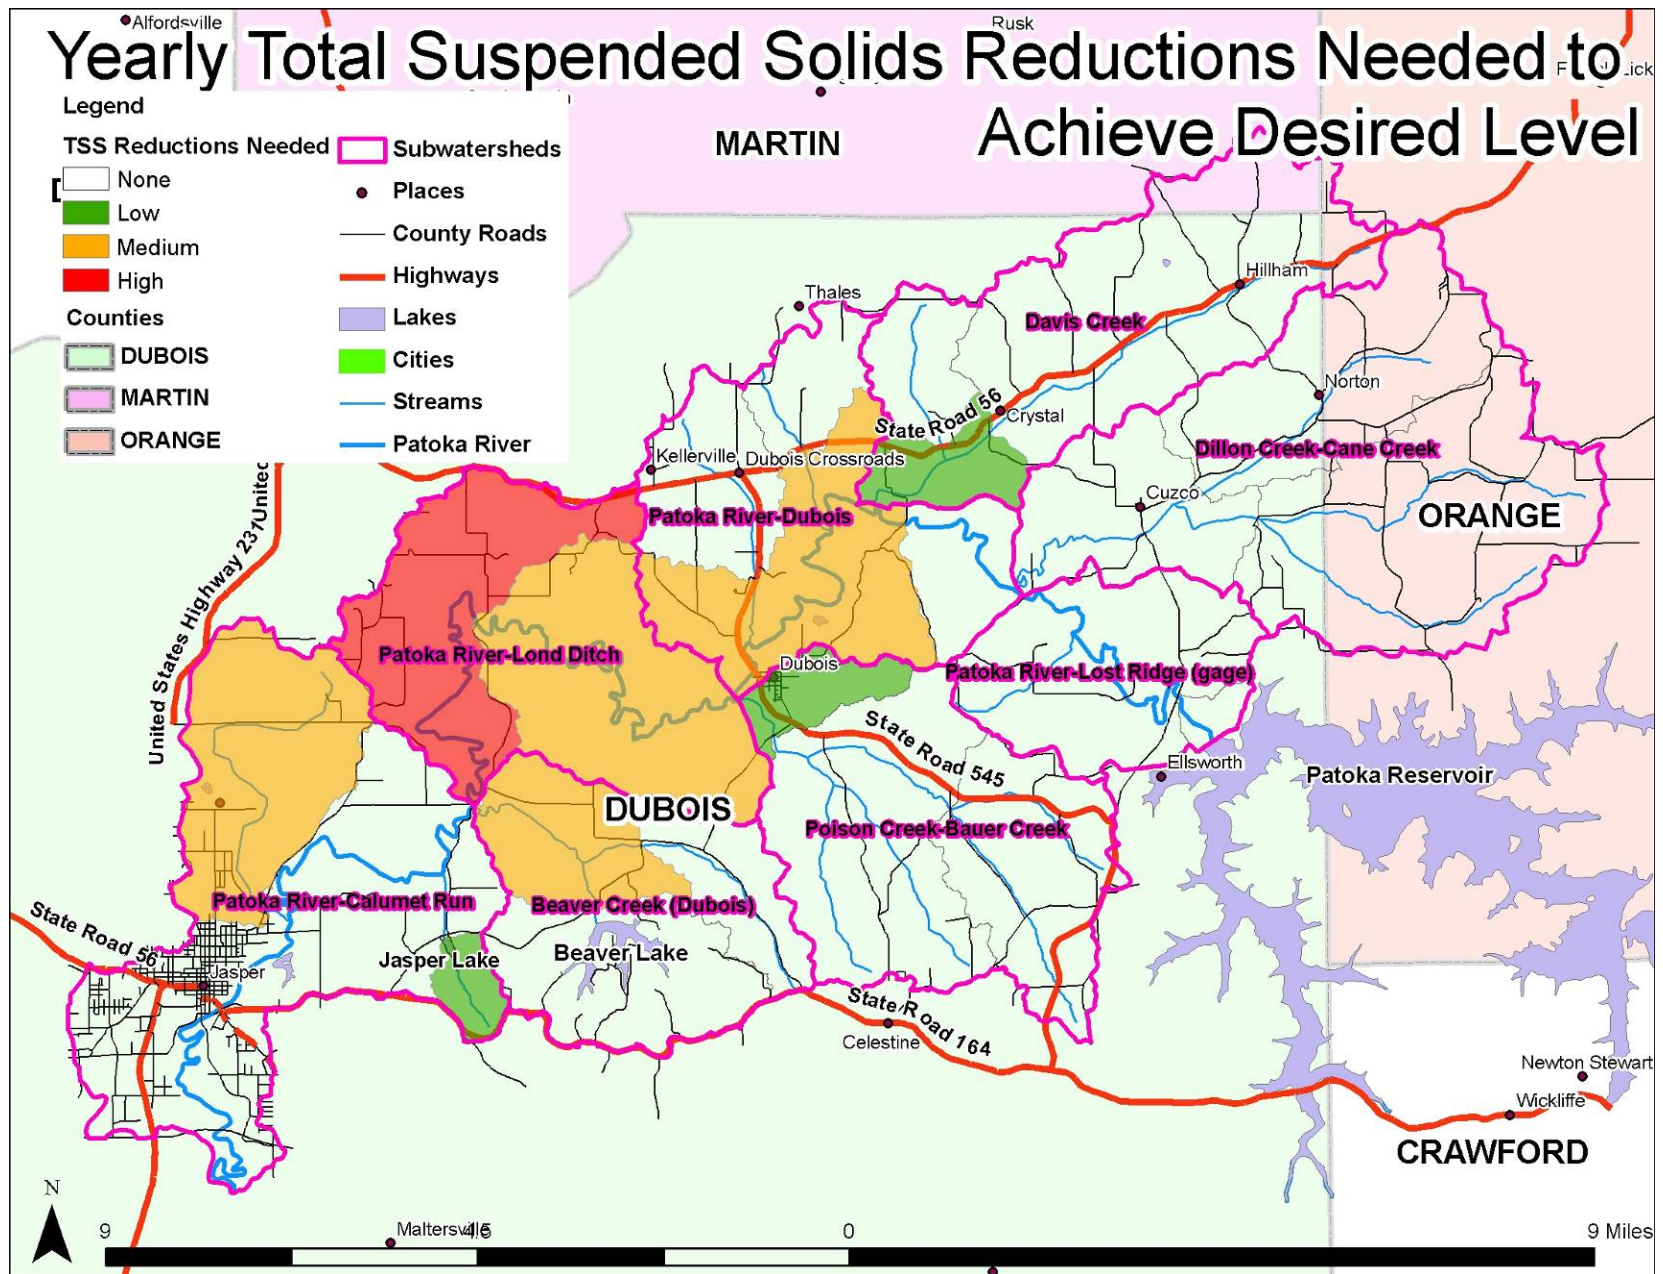 Alfordsville
Rusk
Yearly Total Suspended Solids Reductions Needed to
Achieve Desired Level
Legend
TSS Reductions Needed
None
Low
Medium
High
Counties
DUBOIS
MARTIN
ORANGE
Subwatersheds
Places
County Roads
Highways
Lakes
Cities
Streams
Patoka River
MARTIN
Hillham
Thales
Davis Creek
Norton
State Road 56
Crystal
Kellerville
Dubois Crossroads
Dillon Creek-Cane Creek
Cuzco
Patoka River-Dubois
ORANGE
United States Highway 231
United
Patoka River-Lond Ditch
Dubois
Patoka River-Lost Ridge (gage)
State Road 545
Ellsworth
Patoka Reservoir
DUBOIS
Poison Creek-Bauer Creek
Patoka River-Calumet Run
Beaver Creek (Dubois)
State Road 56
Jasper Lake
Beaver Lake
Jasper
State Road 164
Celestine
Newton Stewart
Wickliffe
CRAWFORD
N
Maltersville
9 4.5 0 9 Miles